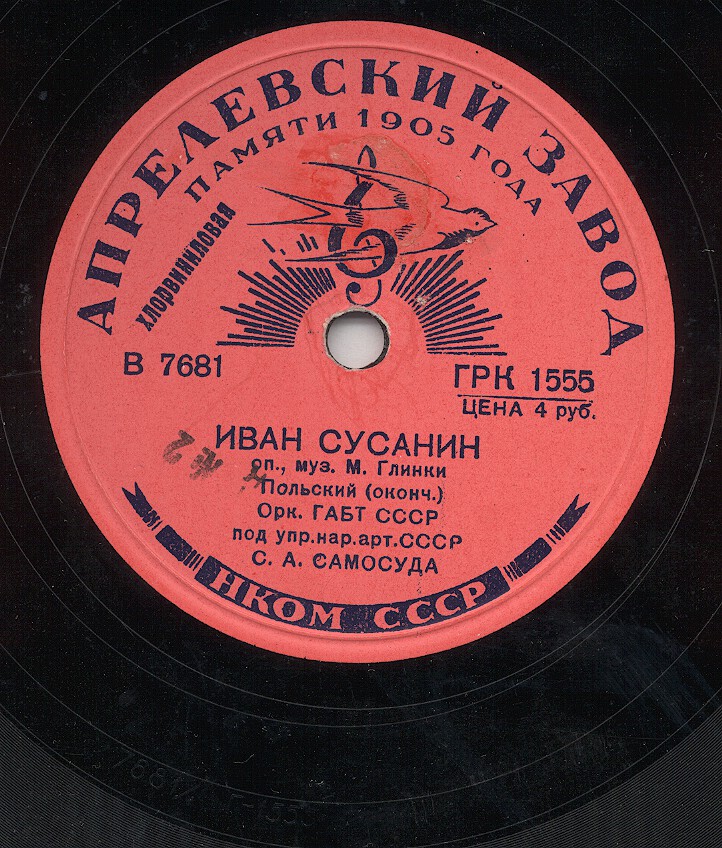 АПРЕЛЕВСКИЙ ЗАВОД
ПАМЯТИ 1905 ГОДА
хлорвиниловая
В 7681
ГРК 1555
ЦЕНА 4 руб.
ИВАН СУСАНИН
оп., муз. М. Глинки
Польский (оконч.)
Орк. ГАБТ СССР
под упр. нар. арт. СССР
С. А. САМОСУДА
НКОМ СССР